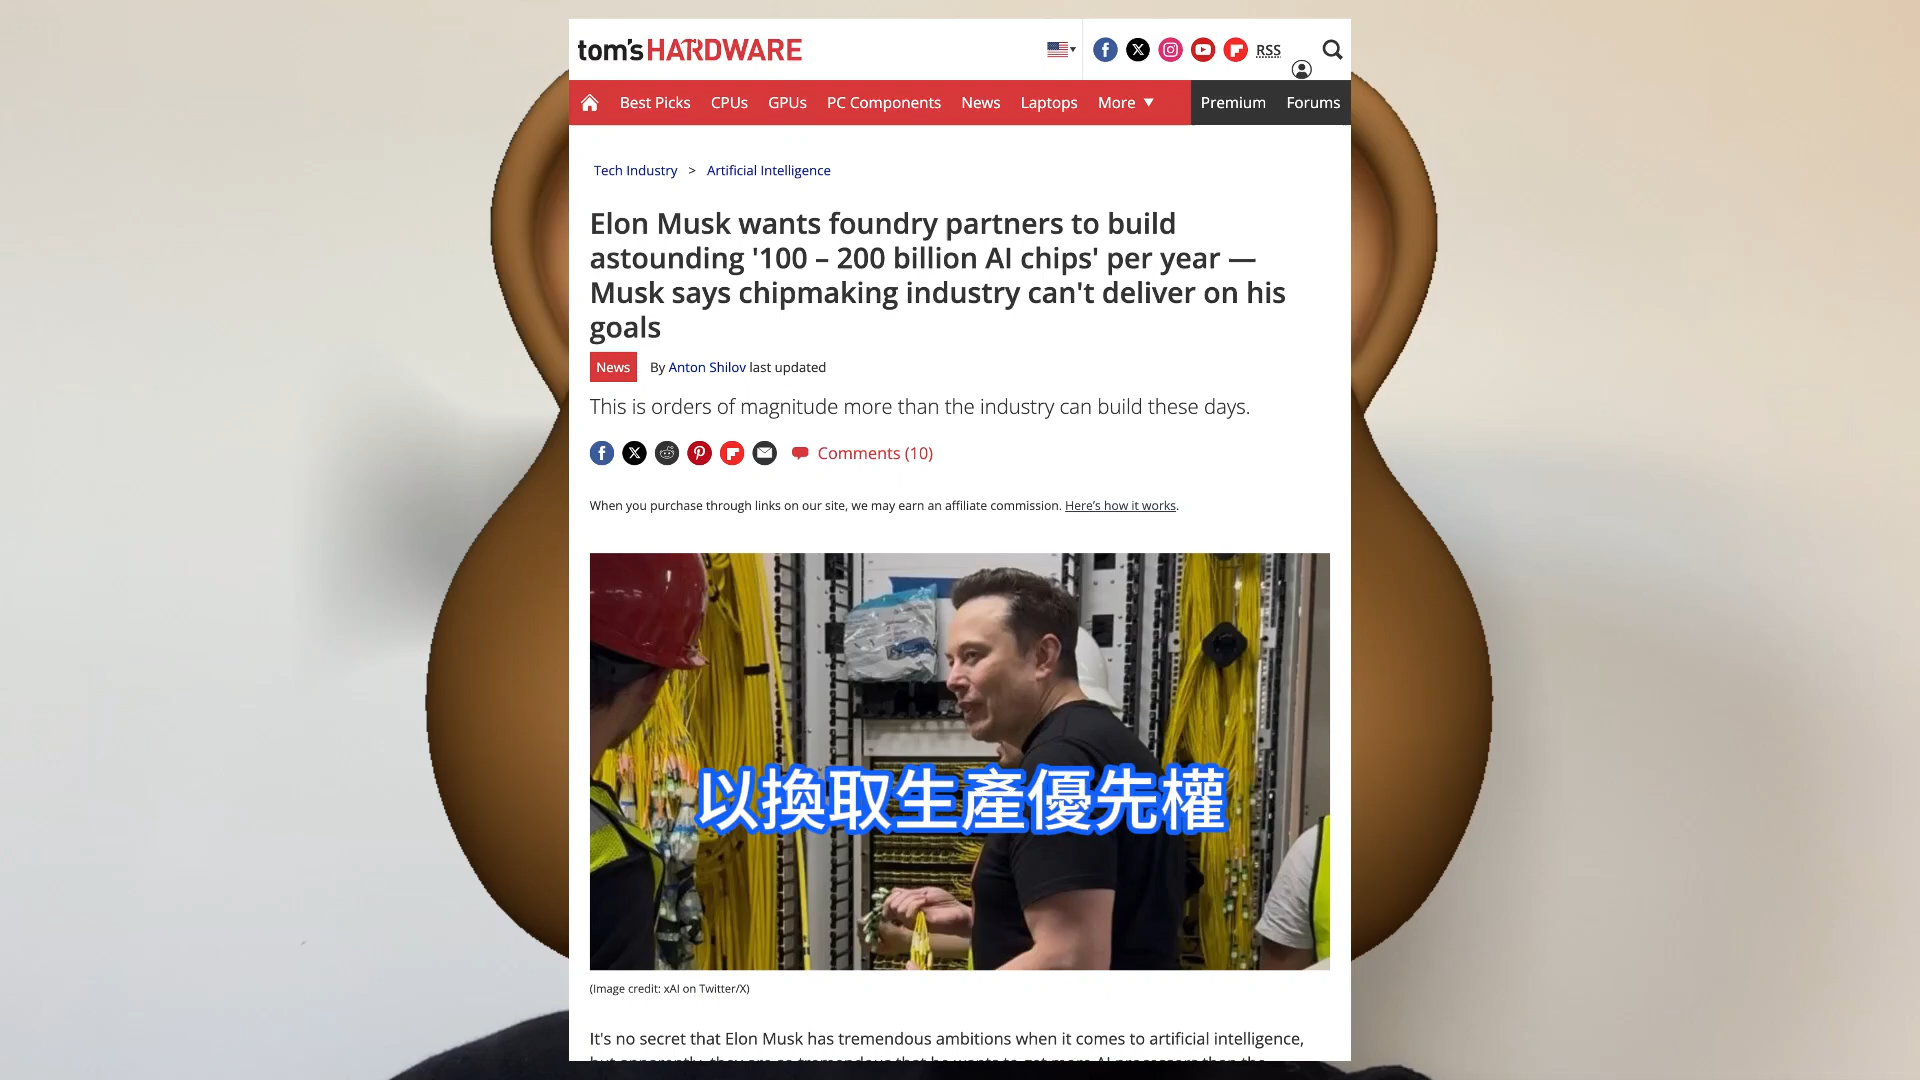 tom's HARDWARE
RSS
Best Picks CPUs GPUs PC Components News Laptops More Premium Forums
Tech Industry > Artificial Intelligence
Elon Musk wants foundry partners to build
astounding '100 – 200 billion AI chips' per year —
Musk says chipmaking industry can't deliver on his
goals
News By Anton Shilov last updated
This is orders of magnitude more than the industry can build these days.
Comments (10)
When you purchase through links on our site, we may earn an affiliate commission. Here's how it works.
以換取生產優先權
(Image credit: xAI on Twitter/X)
It's no secret that Elon Musk has tremendous ambitions when it comes to artificial intelligence,